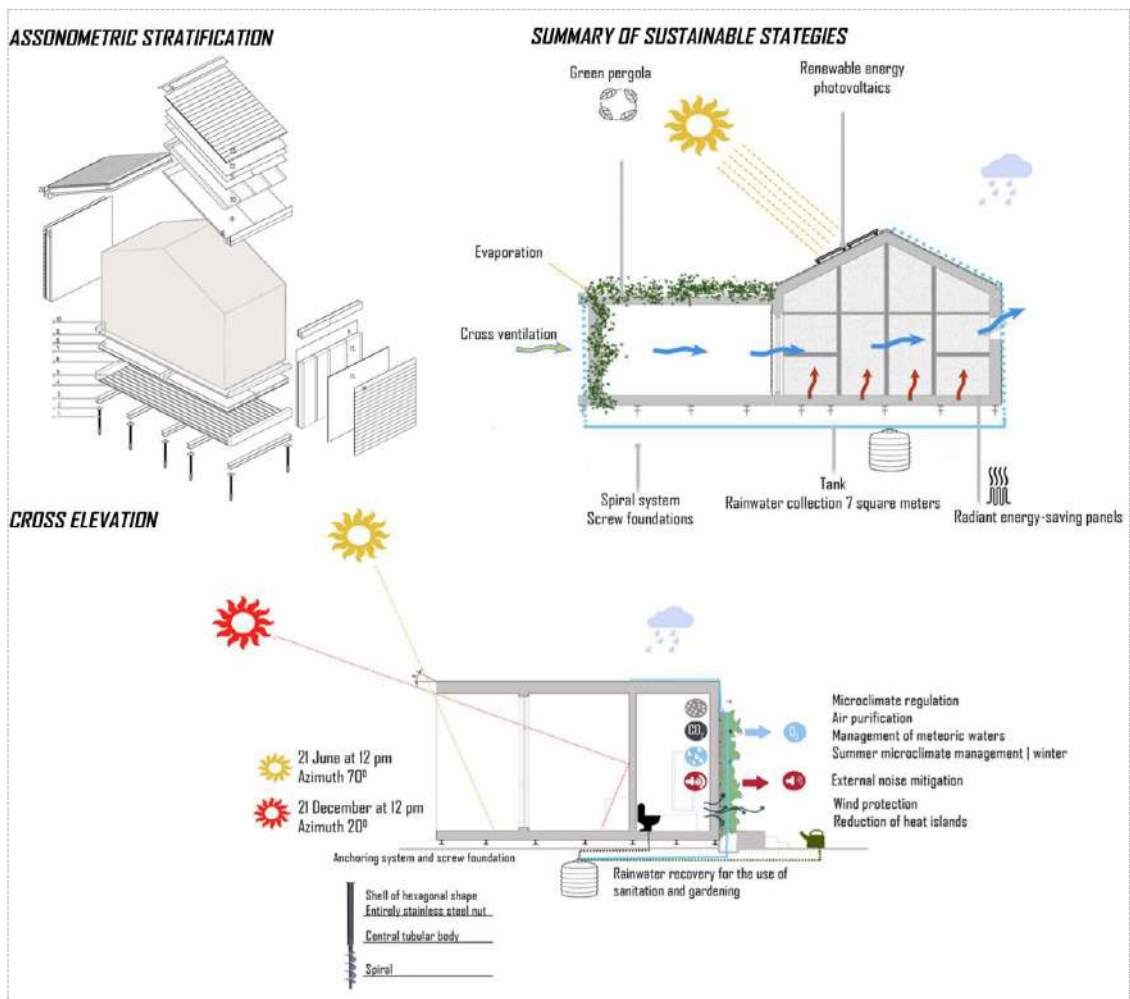 ASSONOMETRIC STRATIFICATION
SUMMARY OF SUSTAINABLE STATEGIES
Green pergola
Renewable energy
photovoltaics
Evaporation
Cross ventilation
Spiral system
Screw foundations
Tank
Rainwater collection 7 square meters
Radiant energy-saving panels
CROSS ELEVATION
21 June at 12 pm
Azimuth 70º
21 December at 12 pm
Azimuth 20º
CO₂
O₂
Microclimate regulation
Air purification
Management of meteoric waters
Summer microclimate management | winter
External noise mitigation
Wind protection
Reduction of heat islands
Anchoring system and screw foundation
Rainwater recovery for the use of
sanitation and gardening
Shell of hexagonal shape
Entirely stainless steel nut
Central tubular body
Spiral